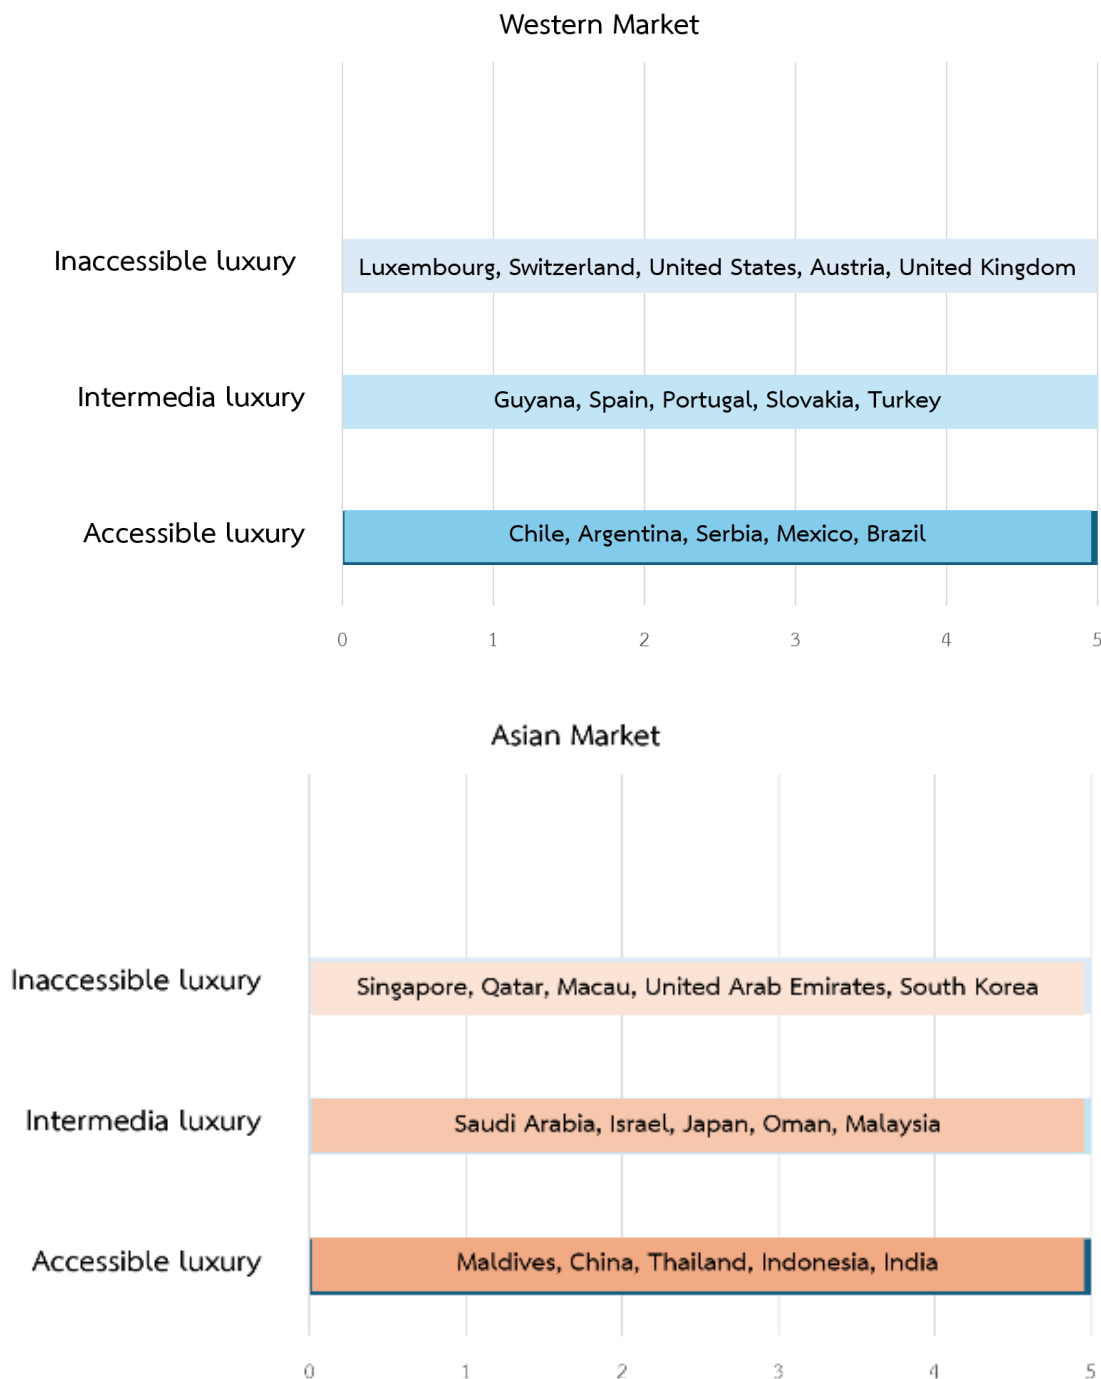 Western Market
Inaccessible luxury
Luxembourg, Switzerland, United States, Austria, United Kingdom
Intermedia luxury
Guyana, Spain, Portugal, Slovakia, Turkey
Accessible luxury
Chile, Argentina, Serbia, Mexico, Brazil
0 1 2 3 4 5
Asian Market
Inaccessible luxury
Singapore, Qatar, Macau, United Arab Emirates, South Korea
Intermedia luxury
Saudi Arabia, Israel, Japan, Oman, Malaysia
Accessible luxury
Maldives, China, Thailand, Indonesia, India
0 1 2 3 4 5